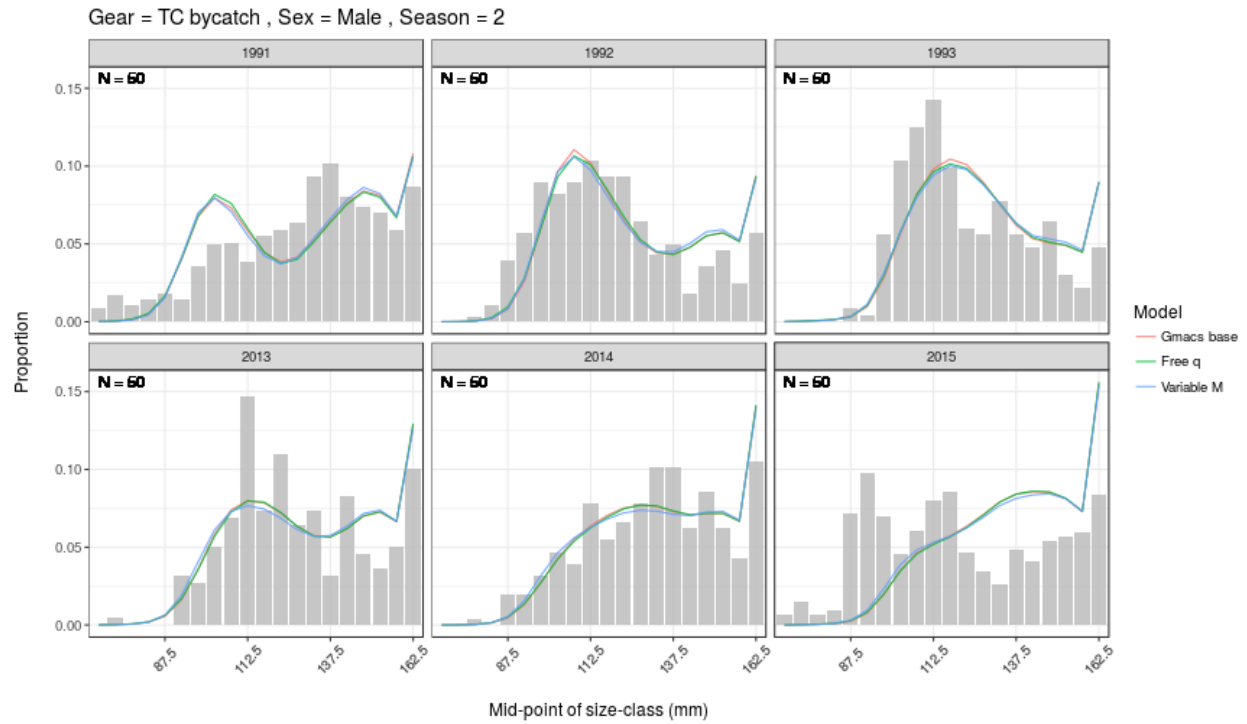 Gear = TC bycatch , Sex = Male , Season = 2
1991
1992
1993
N = 60
N = 60
N = 60
0.15
0.10
0.05
0.00
2013
2014
2015
N = 60
N = 60
N = 60
0.15
0.10
0.05
0.00
Proportion
87.5
112.5
137.5
162.5
87.5
112.5
137.5
162.5
87.5
112.5
137.5
162.5
Mid-point of size-class (mm)
Model
Gmacs base
Free q
Variable M